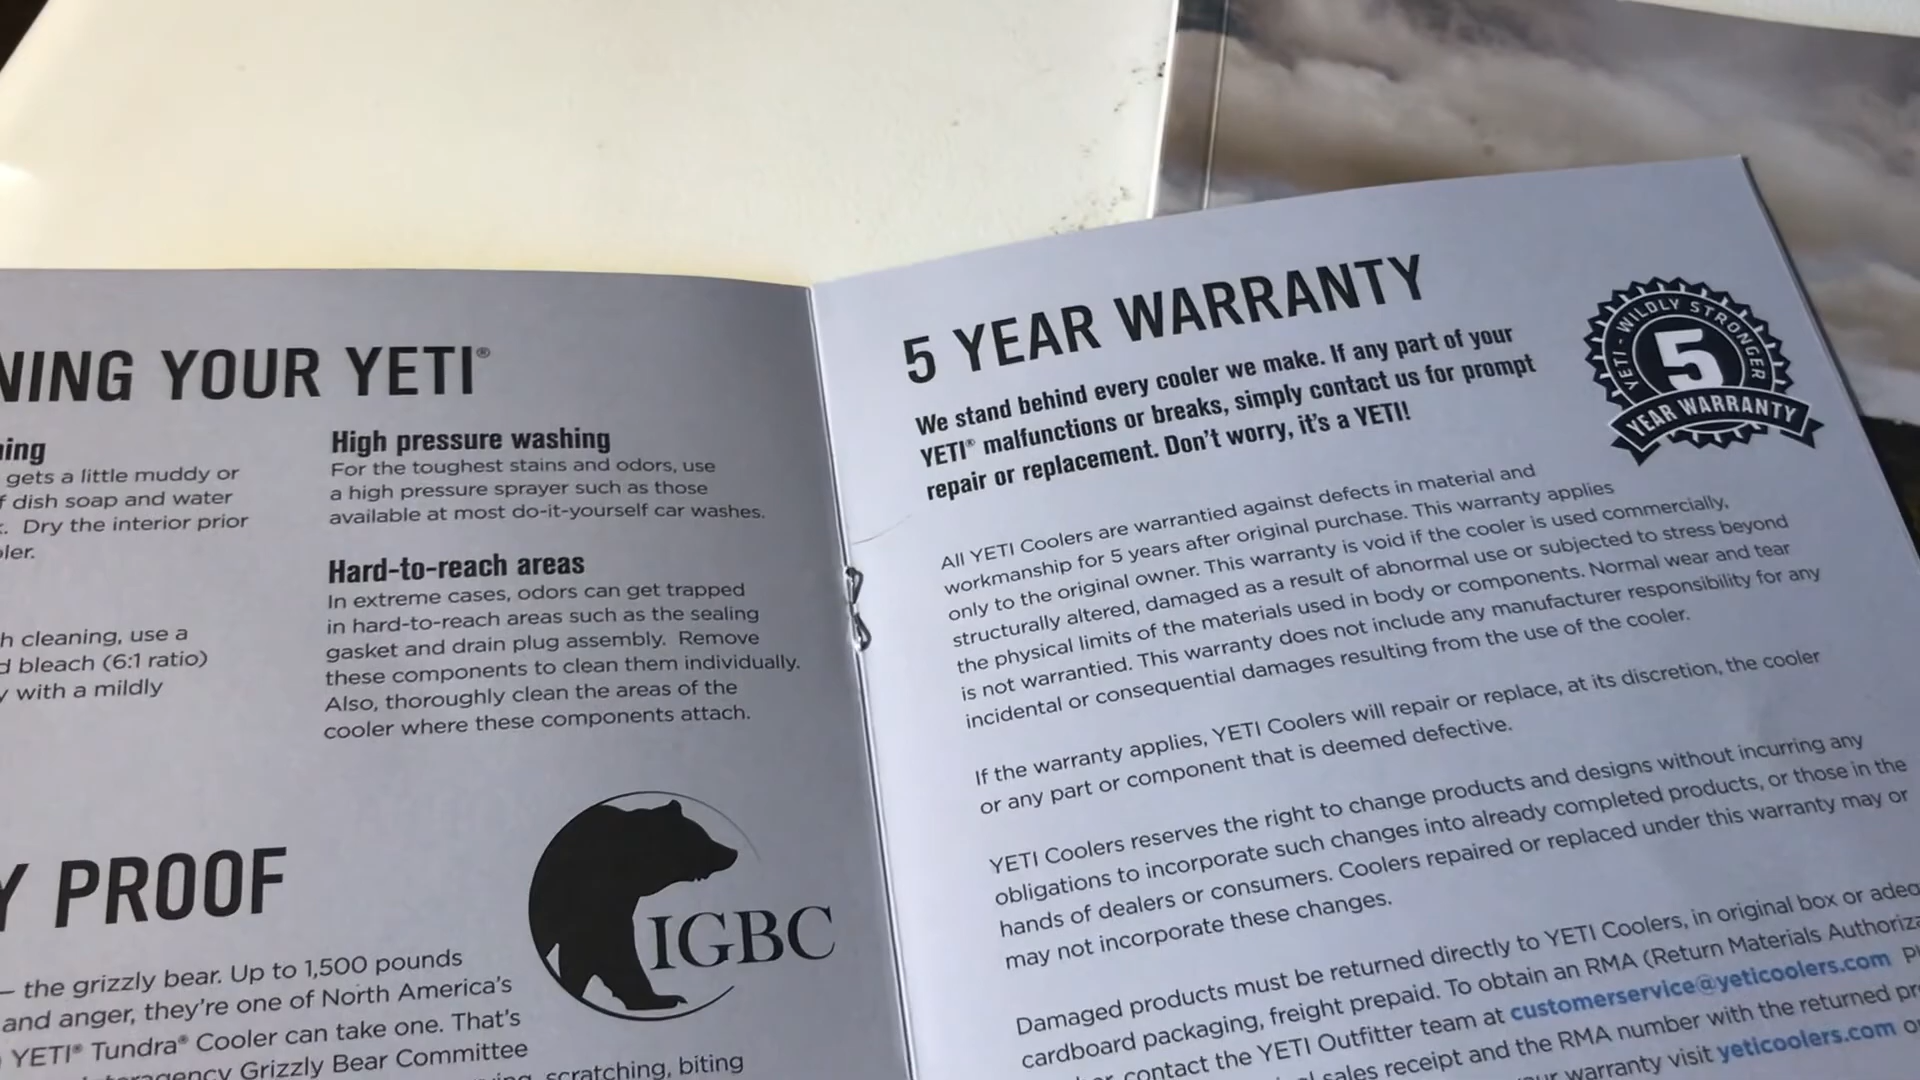 NING YOUR YETI®
ning
gets a little muddy or
dish soap and water
Dry the interior prior
h cleaning, use a
bleach (6:1 ratio)
with a mildly
High pressure washing
For the toughest stains and odors, use
a high pressure sprayer such as those
available at most do-it-yourself car washes.
Hard-to-reach areas
In extreme cases, odors can get trapped
in hard-to-reach areas such as the sealing
gasket and drain plug assembly. Remove
these components to clean them individually.
Also, thoroughly clean the areas of the
cooler where these components attach.
Y PROOF
– the grizzly bear. Up to 1,500 pounds
and anger, they're one of North America's
YETI® Tundra® Cooler can take one. That's
Grizzly Bear Committee
scratching, biting
IGBC
5 YEAR WARRANTY
We stand behind every cooler we make. If any part of your
YETI® malfunctions or breaks, simply contact us for prompt
repair or replacement. Don't worry, it's a YETI!
YETI - WILDLY STRONGER
5
YEAR WARRANTY
All YETI Coolers are warrantied against defects in material and
workmanship for 5 years after original purchase. This warranty applies
only to the original owner. This warranty is void if the cooler is used commercially,
structurally altered, damaged as a result of abnormal use or subjected to stress beyond
the physical limits of the materials used in body or components. Normal wear and tear
is not warrantied. This warranty does not include any manufacturer responsibility for any
incidental or consequential damages resulting from the use of the cooler.
If the warranty applies, YETI Coolers will repair or replace, at its discretion, the cooler
or any part or component that is deemed defective.
YETI Coolers reserves the right to change products and designs without incurring any
obligations to incorporate such changes into already completed products, or those in the
hands of dealers or consumers. Coolers repaired or replaced under this warranty may or
may not incorporate these changes.
Damaged products must be returned directly to YETI Coolers, in original box or
cardboard packaging, freight prepaid. To obtain an RMA (Return Materials
contact the YETI Outfitter team at customerservice@yeticoolers.com
sales receipt and the RMA number with the returned
warranty visit yeticoolers.com